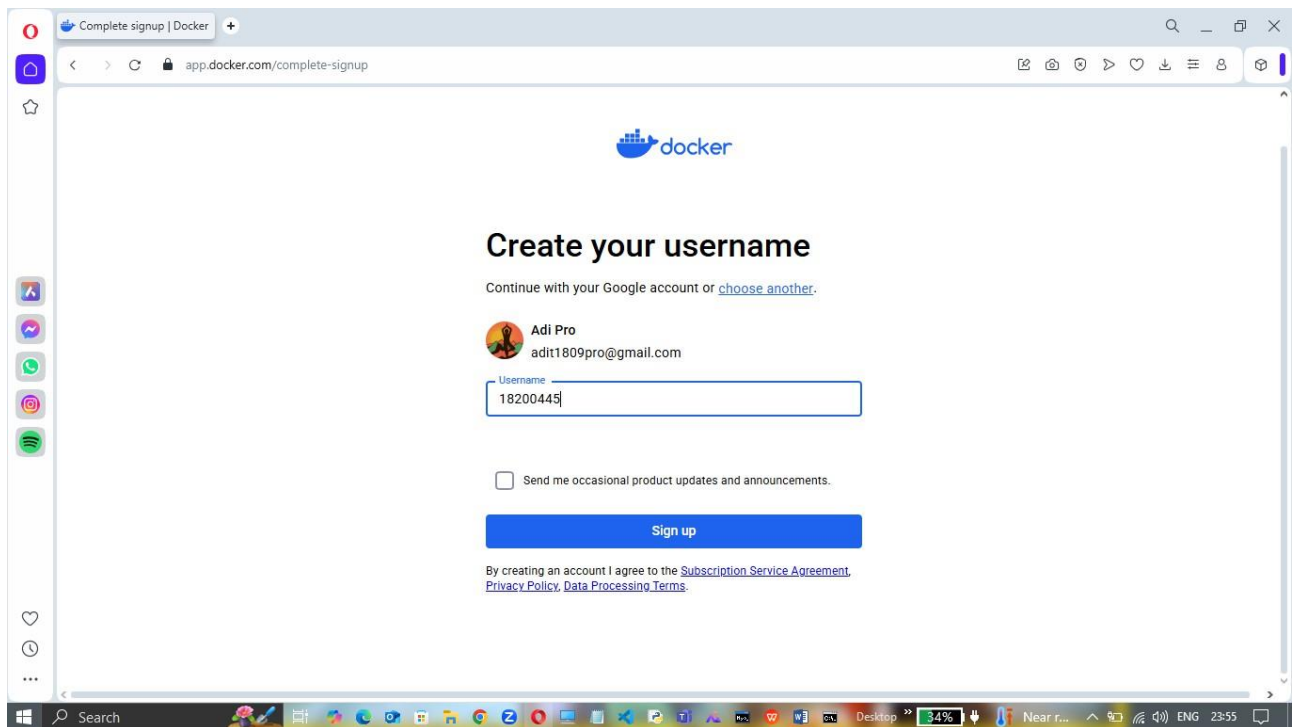 Complete signup | Docker
app.docker.com/complete-signup
docker
Create your username
Continue with your Google account or choose another.
Adi Pro
adit1809pro@gmail.com
Username
18200445
Send me occasional product updates and announcements.
Sign up
By creating an account I agree to the Subscription Service Agreement,
Privacy Policy, Data Processing Terms.
Search
Desktop
34%
Near r...
ENG
23:55